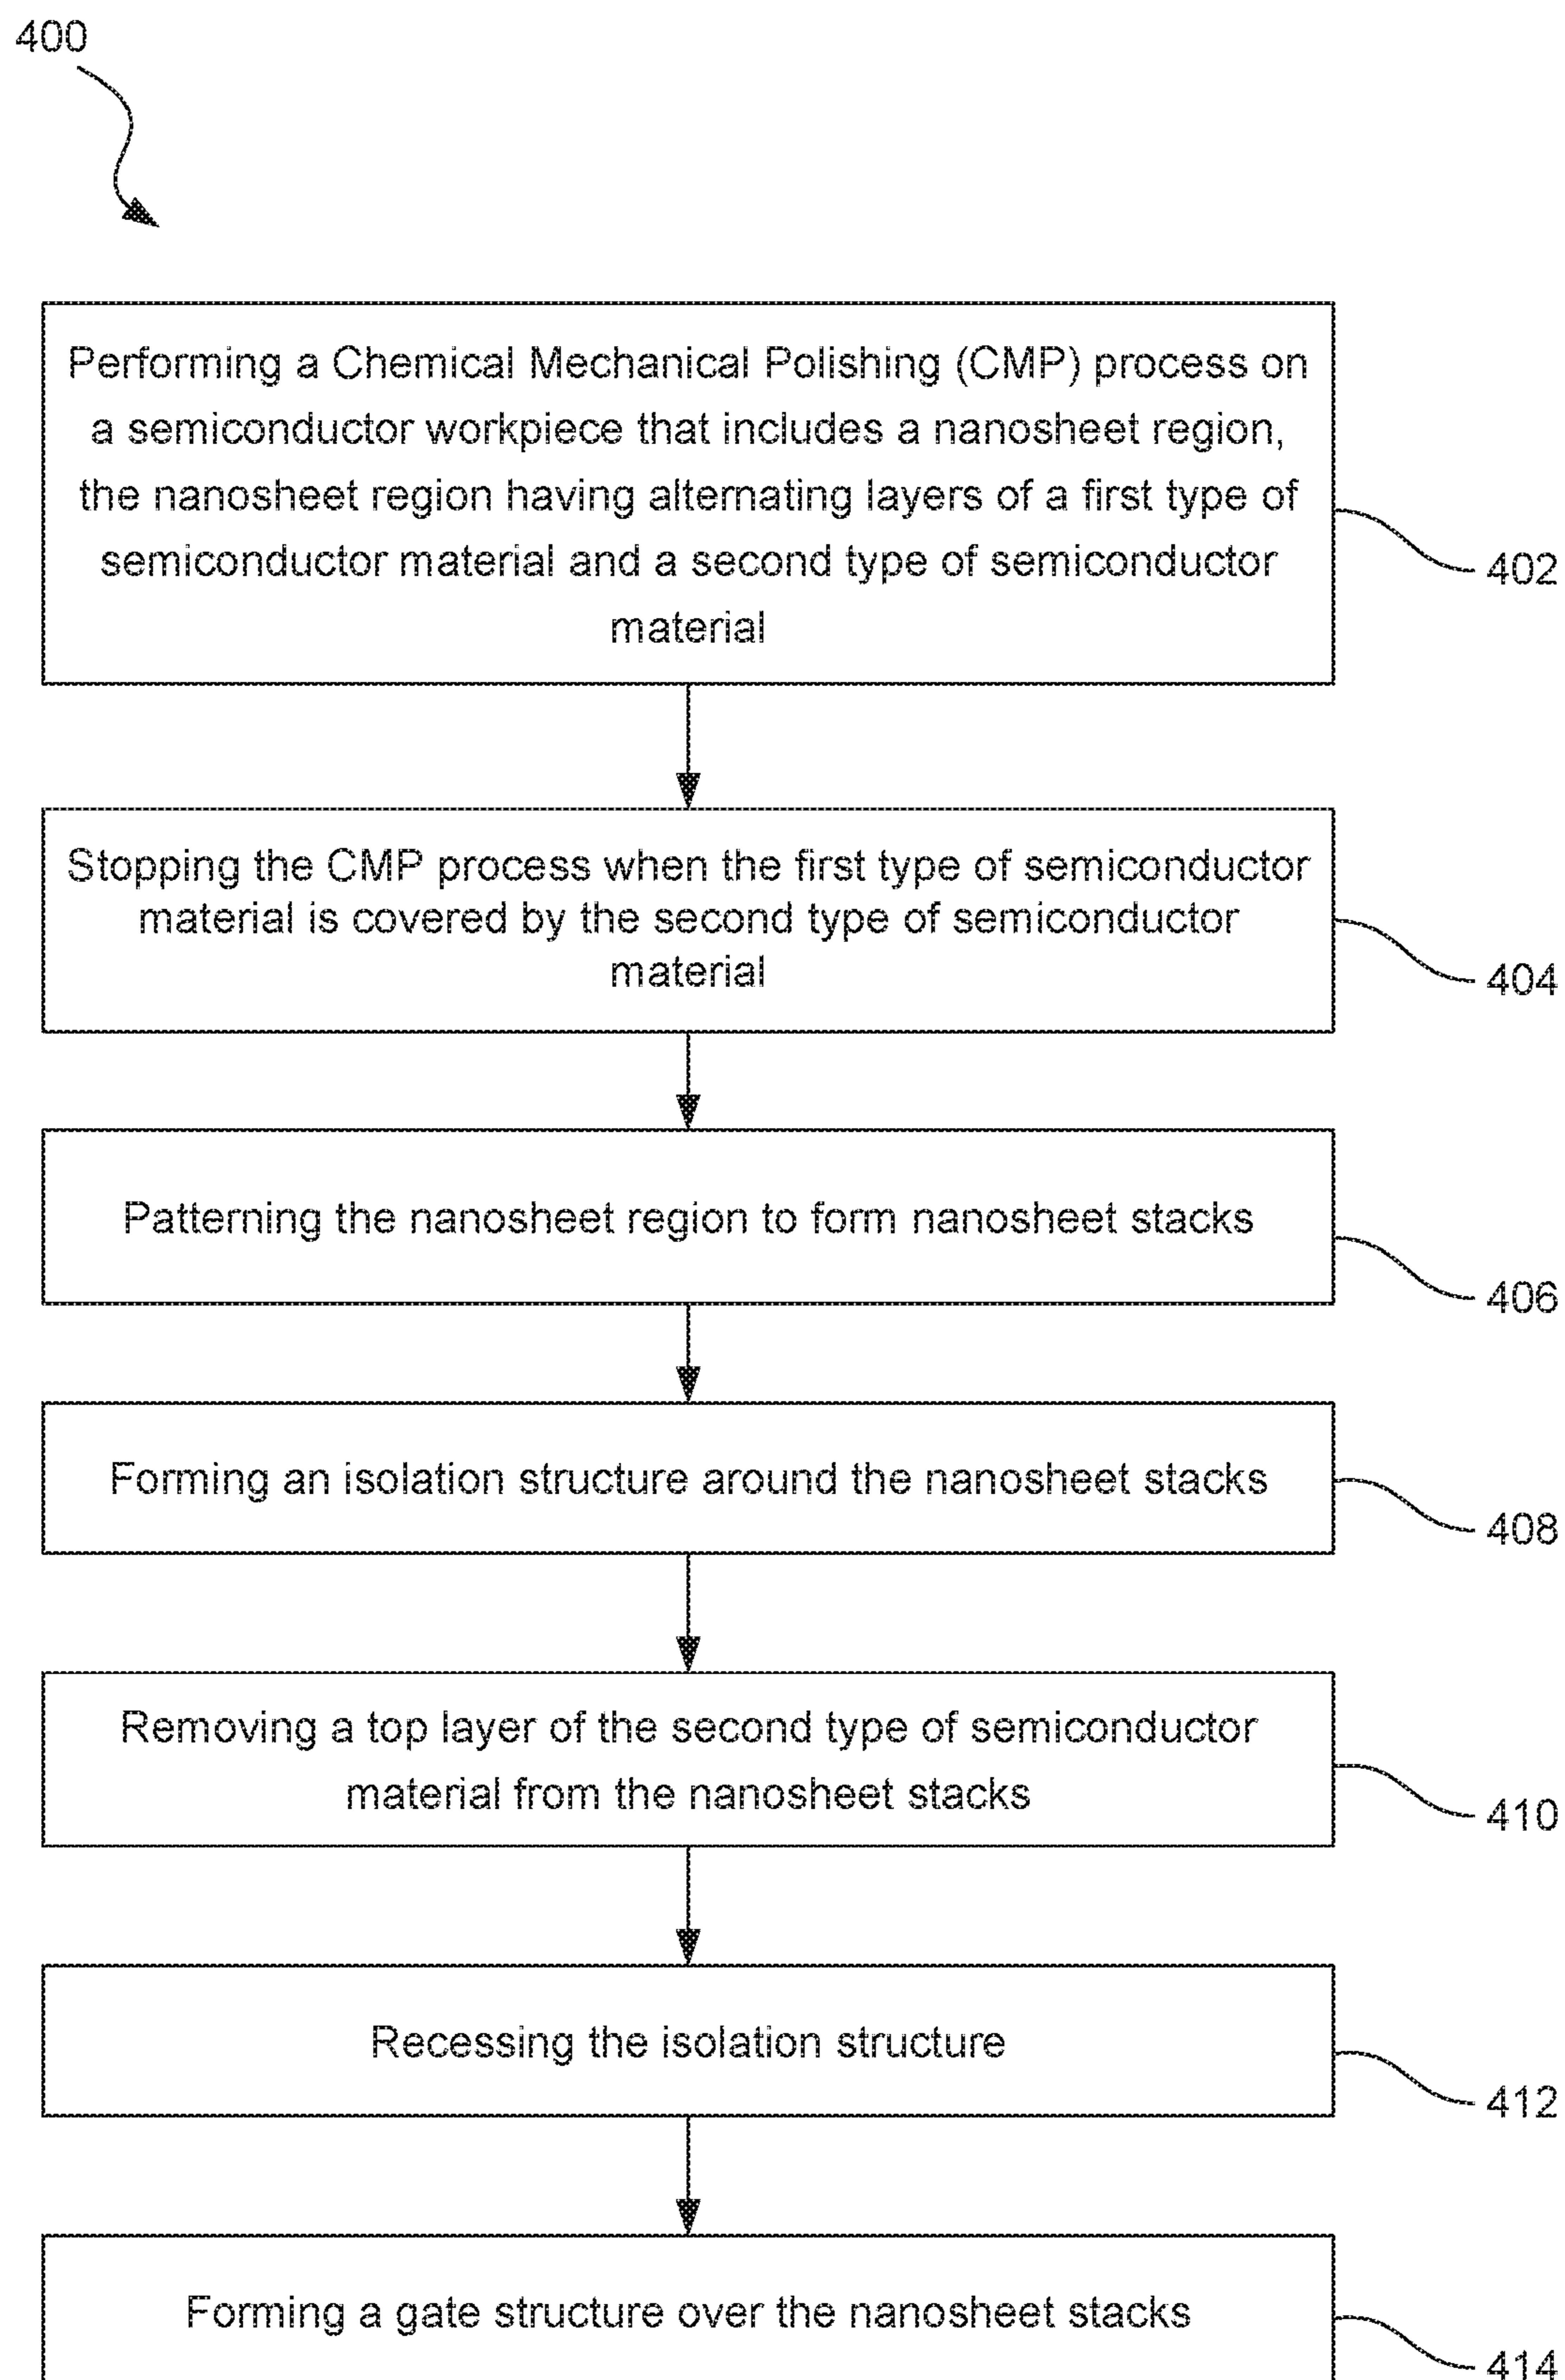 400
Performing a Chemical Mechanical Polishing (CMP) process on
a semiconductor workpiece that includes a nanosheet region,
the nanosheet region having alternating layers of a first type of
semiconductor material and a second type of semiconductor
material
402
Stopping the CMP process when the first type of semiconductor
material is covered by the second type of semiconductor
material
404
Patterning the nanosheet region to form nanosheet stacks
406
Forming an isolation structure around the nanosheet stacks
408
Removing a top layer of the second type of semiconductor
material from the nanosheet stacks
410
Recessing the isolation structure
412
Forming a gate structure over the nanosheet stacks
414